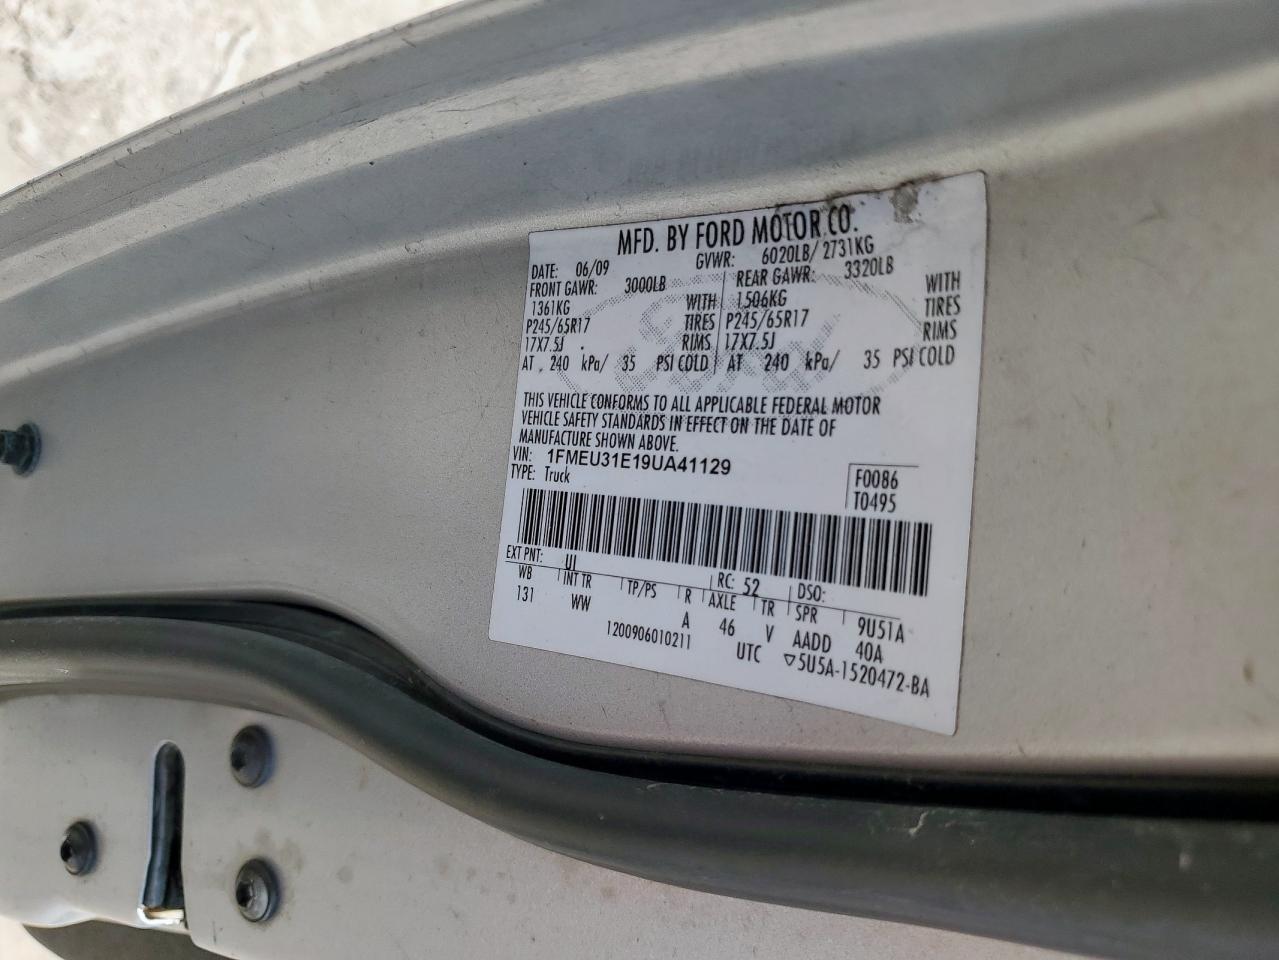 MFD. BY FORD MOTOR CO.
DATE: 06/09 GVWR: 6020LB/ 2731KG
FRONT GAWR: 3000LB REAR GAWR: 3320LB
1361KG WITH 1506KG WITH
P245/65R17 TIRES P245/65R17 TIRES
17X7.5J RIMS 17X7.5J RIMS
AT 240 kPa/ 35 PSI COLD AT 240 kPa/ 35 PSI COLD
THIS VEHICLE CONFORMS TO ALL APPLICABLE FEDERAL MOTOR
VEHICLE SAFETY STANDARDS IN EFFECT ON THE DATE OF
MANUFACTURE SHOWN ABOVE.
VIN: 1FMEU31E19UA41129
TYPE: Truck F0086
T0495
EXT PNT: UJ RC: 52 DSO:
WB INT TR TP/PS R AXLE TR SPR 9U51A
131 WW A 46 V AADD 40A
1200906010211 UTC ▽5U5A-1520472-BA